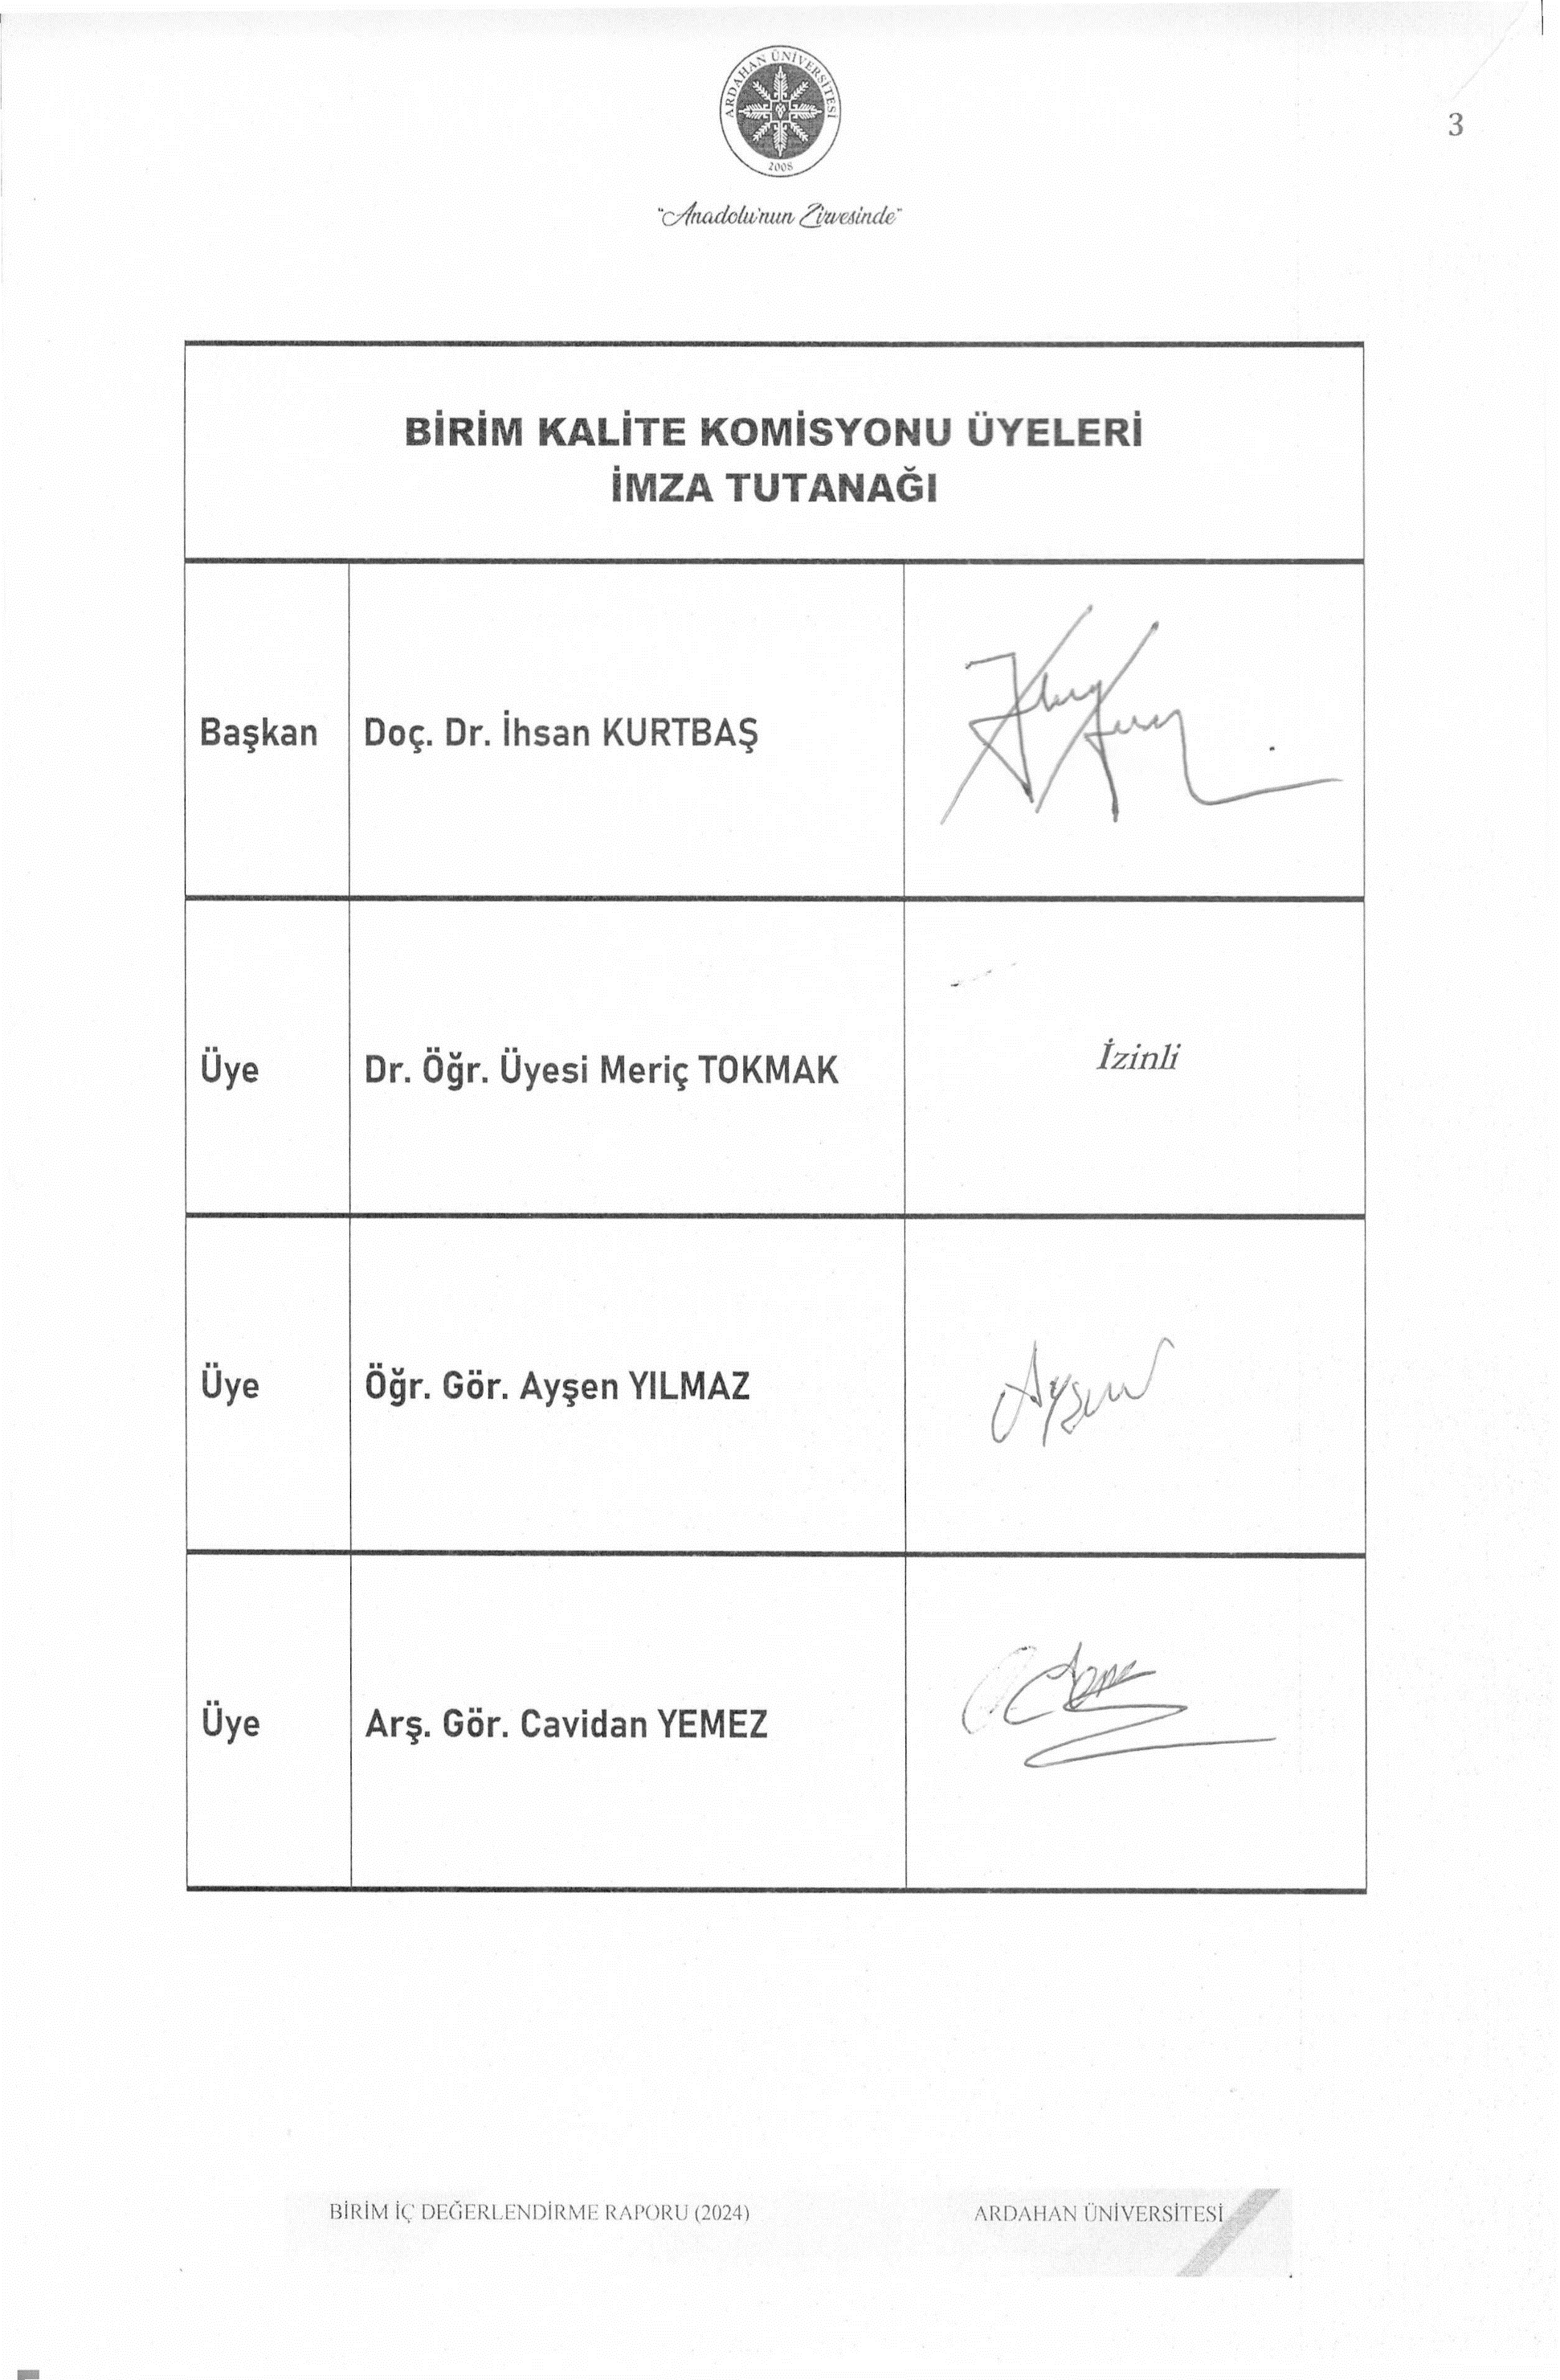 ARDAHAN ÜNİVERSİTESİ
2008
3
"Anadolu'nun Zirvesinde"
BİRİM KALİTE KOMİSYONU ÜYELERİ
İMZA TUTANAĞI
Başkan Doç. Dr. İhsan KURTBAŞ
Üye Dr. Öğr. Üyesi Meriç TOKMAK İzinli
Üye Öğr. Gör. Ayşen YILMAZ Ayşen
Üye Arş. Gör. Cavidan YEMEZ
BİRİM İÇ DEĞERLENDİRME RAPORU (2024) ARDAHAN ÜNİVERSİTESİ